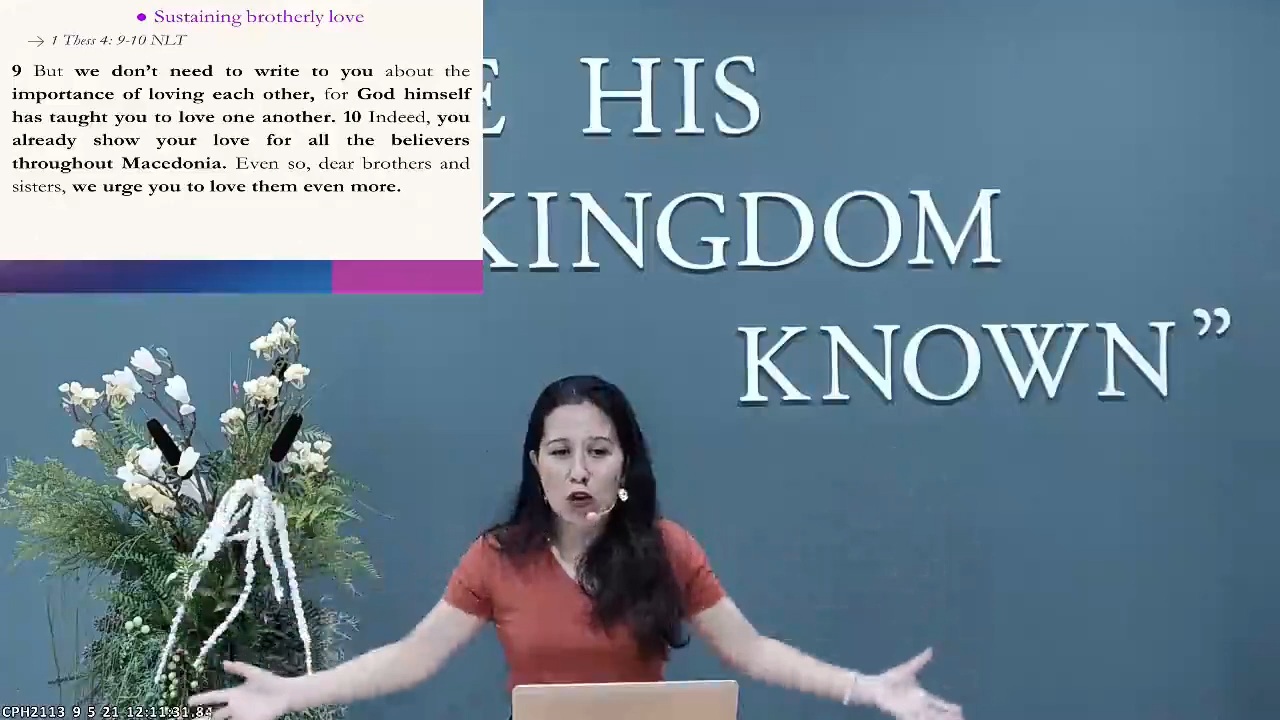 ● Sustaining brotherly love
→ 1 Thess 4: 9-10 NLT
9 But we don't need to write to you about the
importance of loving each other, for God himself
has taught you to love one another. 10 Indeed, you
already show your love for all the believers
throughout Macedonia. Even so, dear brothers and
sisters, we urge you to love them even more.
E HIS
KINGDOM
KNOWN”
CPH2113 9 5 21 12:11:31.84